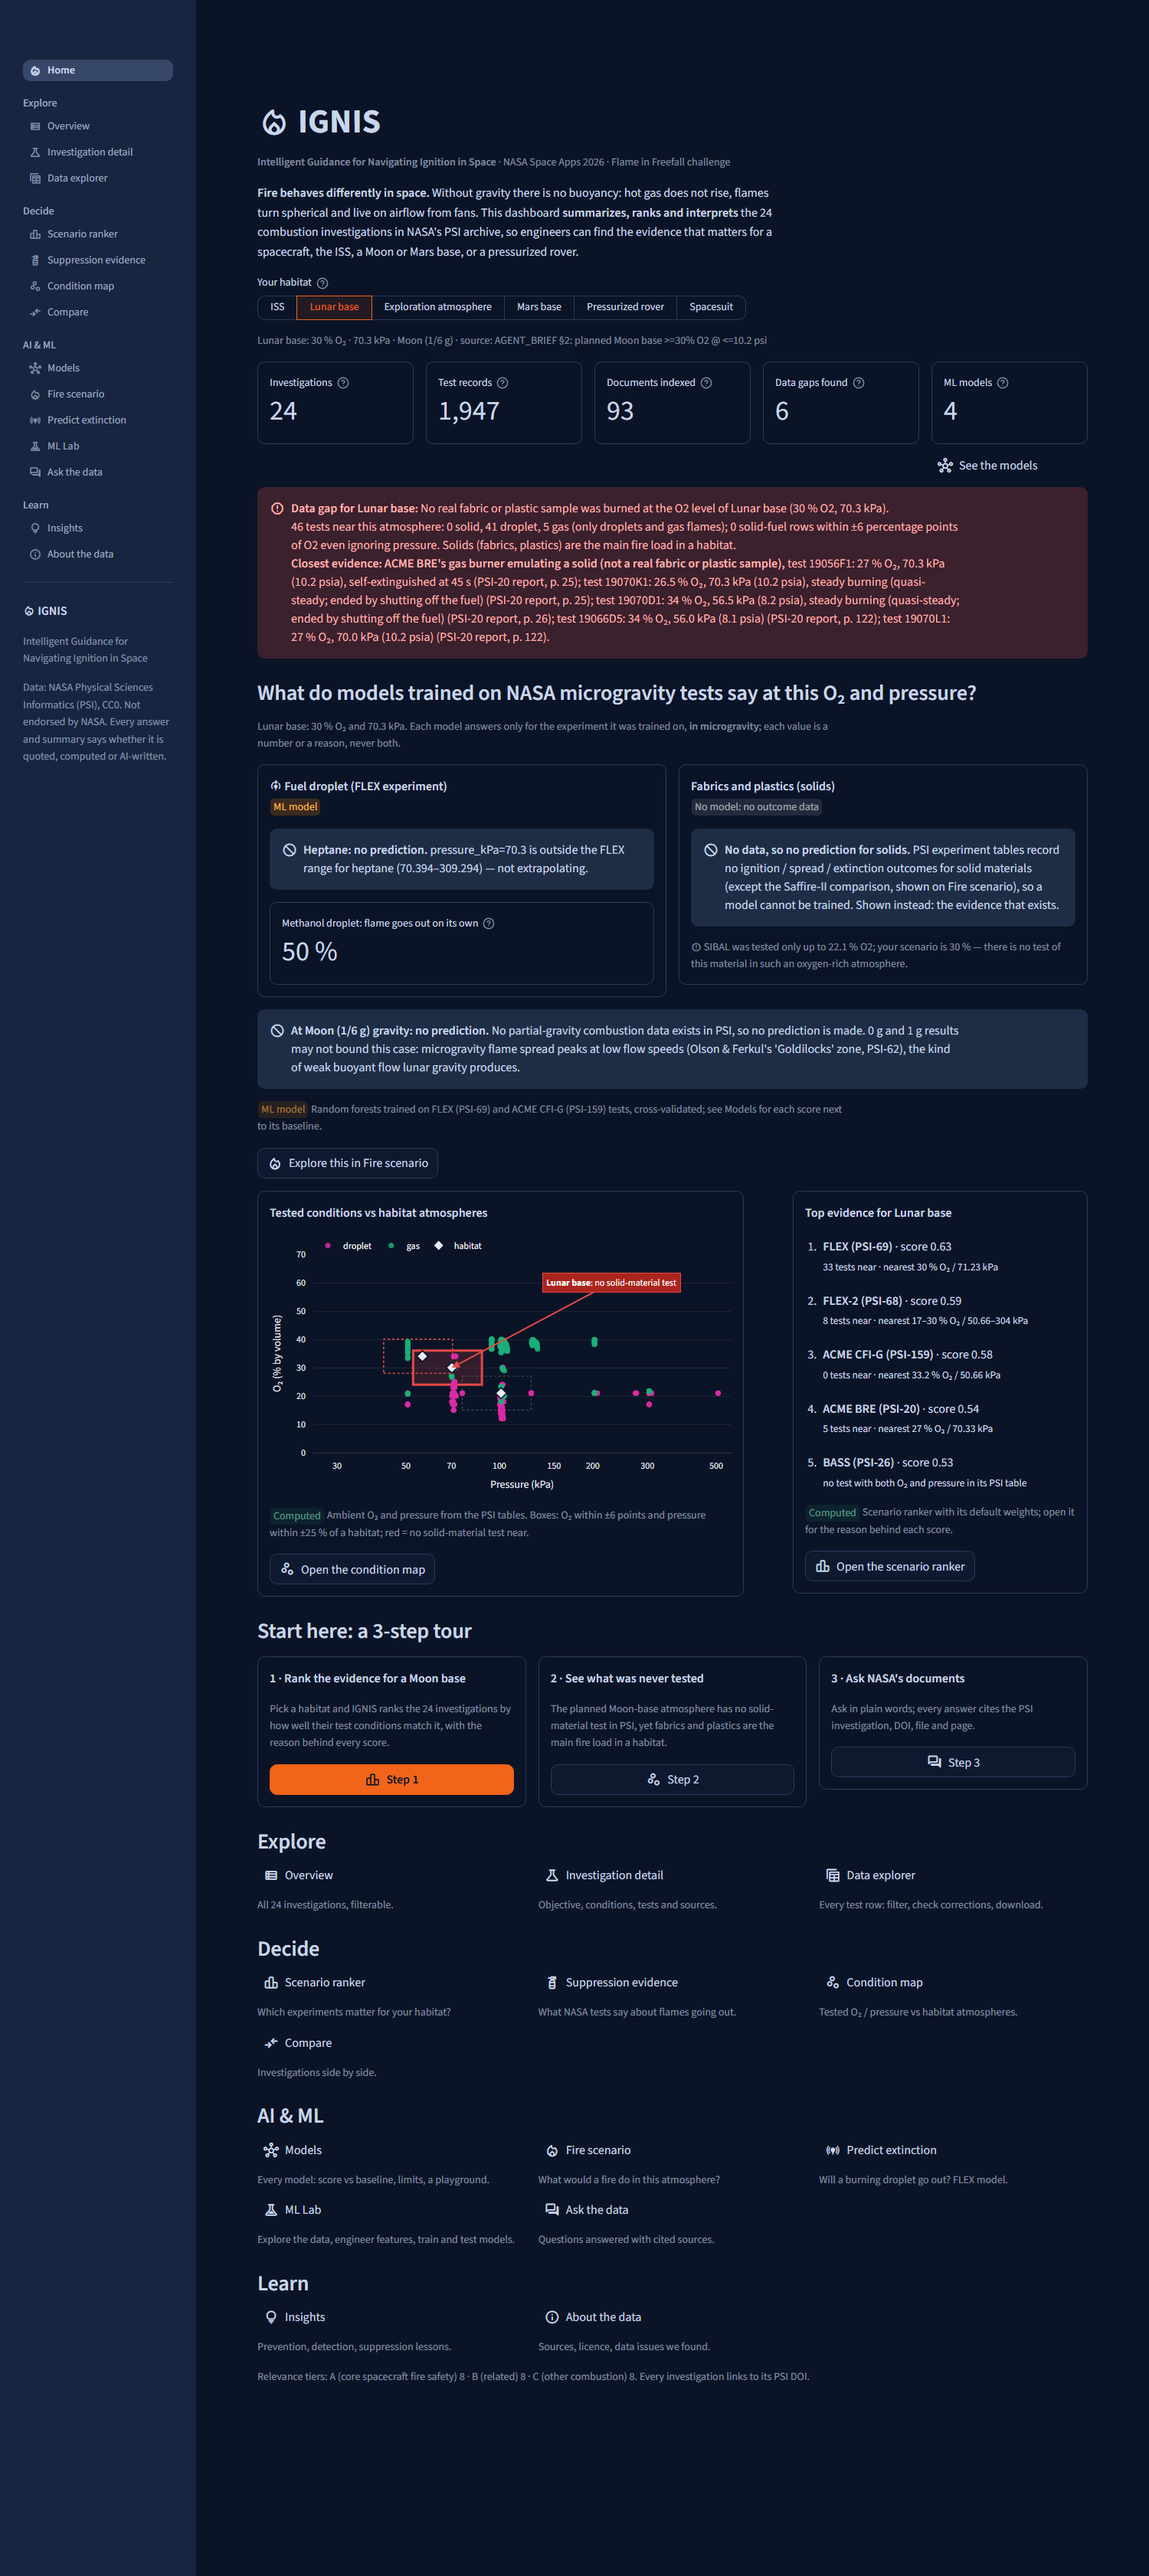 Home
Explore
Overview
Investigation detail
Data explorer
Decide
Scenario ranker
Suppression evidence
Condition map
Compare
AI & ML
Models
Fire scenario
Predict extinction
ML Lab
Ask the data
Learn
Insights
About the data
IGNIS
Intelligent Guidance for
Navigating Ignition in Space
Data: NASA Physical Sciences
Informatics (PSI), CC0. Not
endorsed by NASA. Every answer
and summary says whether it is
quoted, computed or AI-written.
IGNIS
Intelligent Guidance for Navigating Ignition in Space · NASA Space Apps 2026 · Flame in Freefall challenge
Fire behaves differently in space. Without gravity there is no buoyancy: hot gas does not rise, flames
turn spherical and live on airflow from fans. This dashboard summarizes, ranks and interprets the 24
combustion investigations in NASA's PSI archive, so engineers can find the evidence that matters for a
spacecraft, the ISS, a Moon or Mars base, or a pressurized rover.
Your habitat
ISS Lunar base Exploration atmosphere Mars base Pressurized rover Spacesuit
Lunar base: 30 % O₂ · 70.3 kPa · Moon (1/6 g) · source: AGENT_BRIEF §2: planned Moon base >=30% O2 @ <=10.2 psi
Investigations
24
Test records
1,947
Documents indexed
93
Data gaps found
6
ML models
4
See the models
Data gap for Lunar base: No real fabric or plastic sample was burned at the O2 level of Lunar base (30 % O2, 70.3 kPa).
46 tests near this atmosphere: 0 solid, 41 droplet, 5 gas (only droplets and gas flames); 0 solid-fuel rows within ±6 percentage points
of O2 even ignoring pressure. Solids (fabrics, plastics) are the main fire load in a habitat.
Closest evidence: ACME BRE's gas burner emulating a solid (not a real fabric or plastic sample), test 19056F1: 27 % O₂, 70.3 kPa
(10.2 psia), self-extinguished at 45 s (PSI-20 report, p. 25); test 19070K1: 26.5 % O₂, 70.3 kPa (10.2 psia), steady burning (quasi-
steady; ended by shutting off the fuel) (PSI-20 report, p. 25); test 19070D1: 34 % O₂, 56.5 kPa (8.2 psia), steady burning (quasi-steady;
ended by shutting off the fuel) (PSI-20 report, p. 26); test 19066D5: 34 % O₂, 56.0 kPa (8.1 psia) (PSI-20 report, p. 122); test 19070L1:
27 % O₂, 70.0 kPa (10.2 psia) (PSI-20 report, p. 122).
What do models trained on NASA microgravity tests say at this O₂ and pressure?
Lunar base: 30 % O₂ and 70.3 kPa. Each model answers only for the experiment it was trained on, in microgravity; each value is a
number or a reason, never both.
Fuel droplet (FLEX experiment)
ML model
Heptane: no prediction. pressure_kPa=70.3 is outside the FLEX
range for heptane (70.394–309.294) — not extrapolating.
Methanol droplet: flame goes out on its own
50 %
Fabrics and plastics (solids)
No model: no outcome data
No data, so no prediction for solids. PSI experiment tables record
no ignition / spread / extinction outcomes for solid materials
(except the Saffire-II comparison, shown on Fire scenario), so a
model cannot be trained. Shown instead: the evidence that exists.
SIBAL was tested only up to 22.1 % O2; your scenario is 30 % — there is no test of
this material in such an oxygen-rich atmosphere.
At Moon (1/6 g) gravity: no prediction. No partial-gravity combustion data exists in PSI, so no prediction is made. 0 g and 1 g results
may not bound this case: microgravity flame spread peaks at low flow speeds (Olson & Ferkul's 'Goldilocks' zone, PSI-62), the kind
of weak buoyant flow lunar gravity produces.
ML model Random forests trained on FLEX (PSI-69) and ACME CFI-G (PSI-159) tests, cross-validated; see Models for each score next
to its baseline.
Explore this in Fire scenario
Tested conditions vs habitat atmospheres
droplet gas habitat
70
60
50
40
30
20
10
0
O₂ (% by volume)
Lunar base: no solid-material test
30 50 70 100 150 200 300 500
Pressure (kPa)
Computed Ambient O₂ and pressure from the PSI tables. Boxes: O₂ within ±6 points and pressure
within ±25 % of a habitat; red = no solid-material test near.
Open the condition map
Top evidence for Lunar base
1. FLEX (PSI-69) · score 0.63
33 tests near · nearest 30 % O₂ / 71.23 kPa
2. FLEX-2 (PSI-68) · score 0.59
8 tests near · nearest 17–30 % O₂ / 50.66–304 kPa
3. ACME CFI-G (PSI-159) · score 0.58
0 tests near · nearest 33.2 % O₂ / 50.66 kPa
4. ACME BRE (PSI-20) · score 0.54
5 tests near · nearest 27 % O₂ / 70.33 kPa
5. BASS (PSI-26) · score 0.53
no test with both O₂ and pressure in its PSI table
Computed Scenario ranker with its default weights; open it
for the reason behind each score.
Open the scenario ranker
Start here: a 3-step tour
1 · Rank the evidence for a Moon base
Pick a habitat and IGNIS ranks the 24 investigations by
how well their test conditions match it, with the
reason behind every score.
Step 1
2 · See what was never tested
The planned Moon-base atmosphere has no solid-
material test in PSI, yet fabrics and plastics are the
main fire load in a habitat.
Step 2
3 · Ask NASA's documents
Ask in plain words; every answer cites the PSI
investigation, DOI, file and page.
Step 3
Explore
Overview
All 24 investigations, filterable.
Investigation detail
Objective, conditions, tests and sources.
Data explorer
Every test row: filter, check corrections, download.
Decide
Scenario ranker
Which experiments matter for your habitat?
Suppression evidence
What NASA tests say about flames going out.
Condition map
Tested O₂ / pressure vs habitat atmospheres.
Compare
Investigations side by side.
AI & ML
Models
Every model: score vs baseline, limits, a playground.
Fire scenario
What would a fire do in this atmosphere?
Predict extinction
Will a burning droplet go out? FLEX model.
ML Lab
Explore the data, engineer features, train and test models.
Ask the data
Questions answered with cited sources.
Learn
Insights
Prevention, detection, suppression lessons.
About the data
Sources, licence, data issues we found.
Relevance tiers: A (core spacecraft fire safety) 8 · B (related) 8 · C (other combustion) 8. Every investigation links to its PSI DOI.